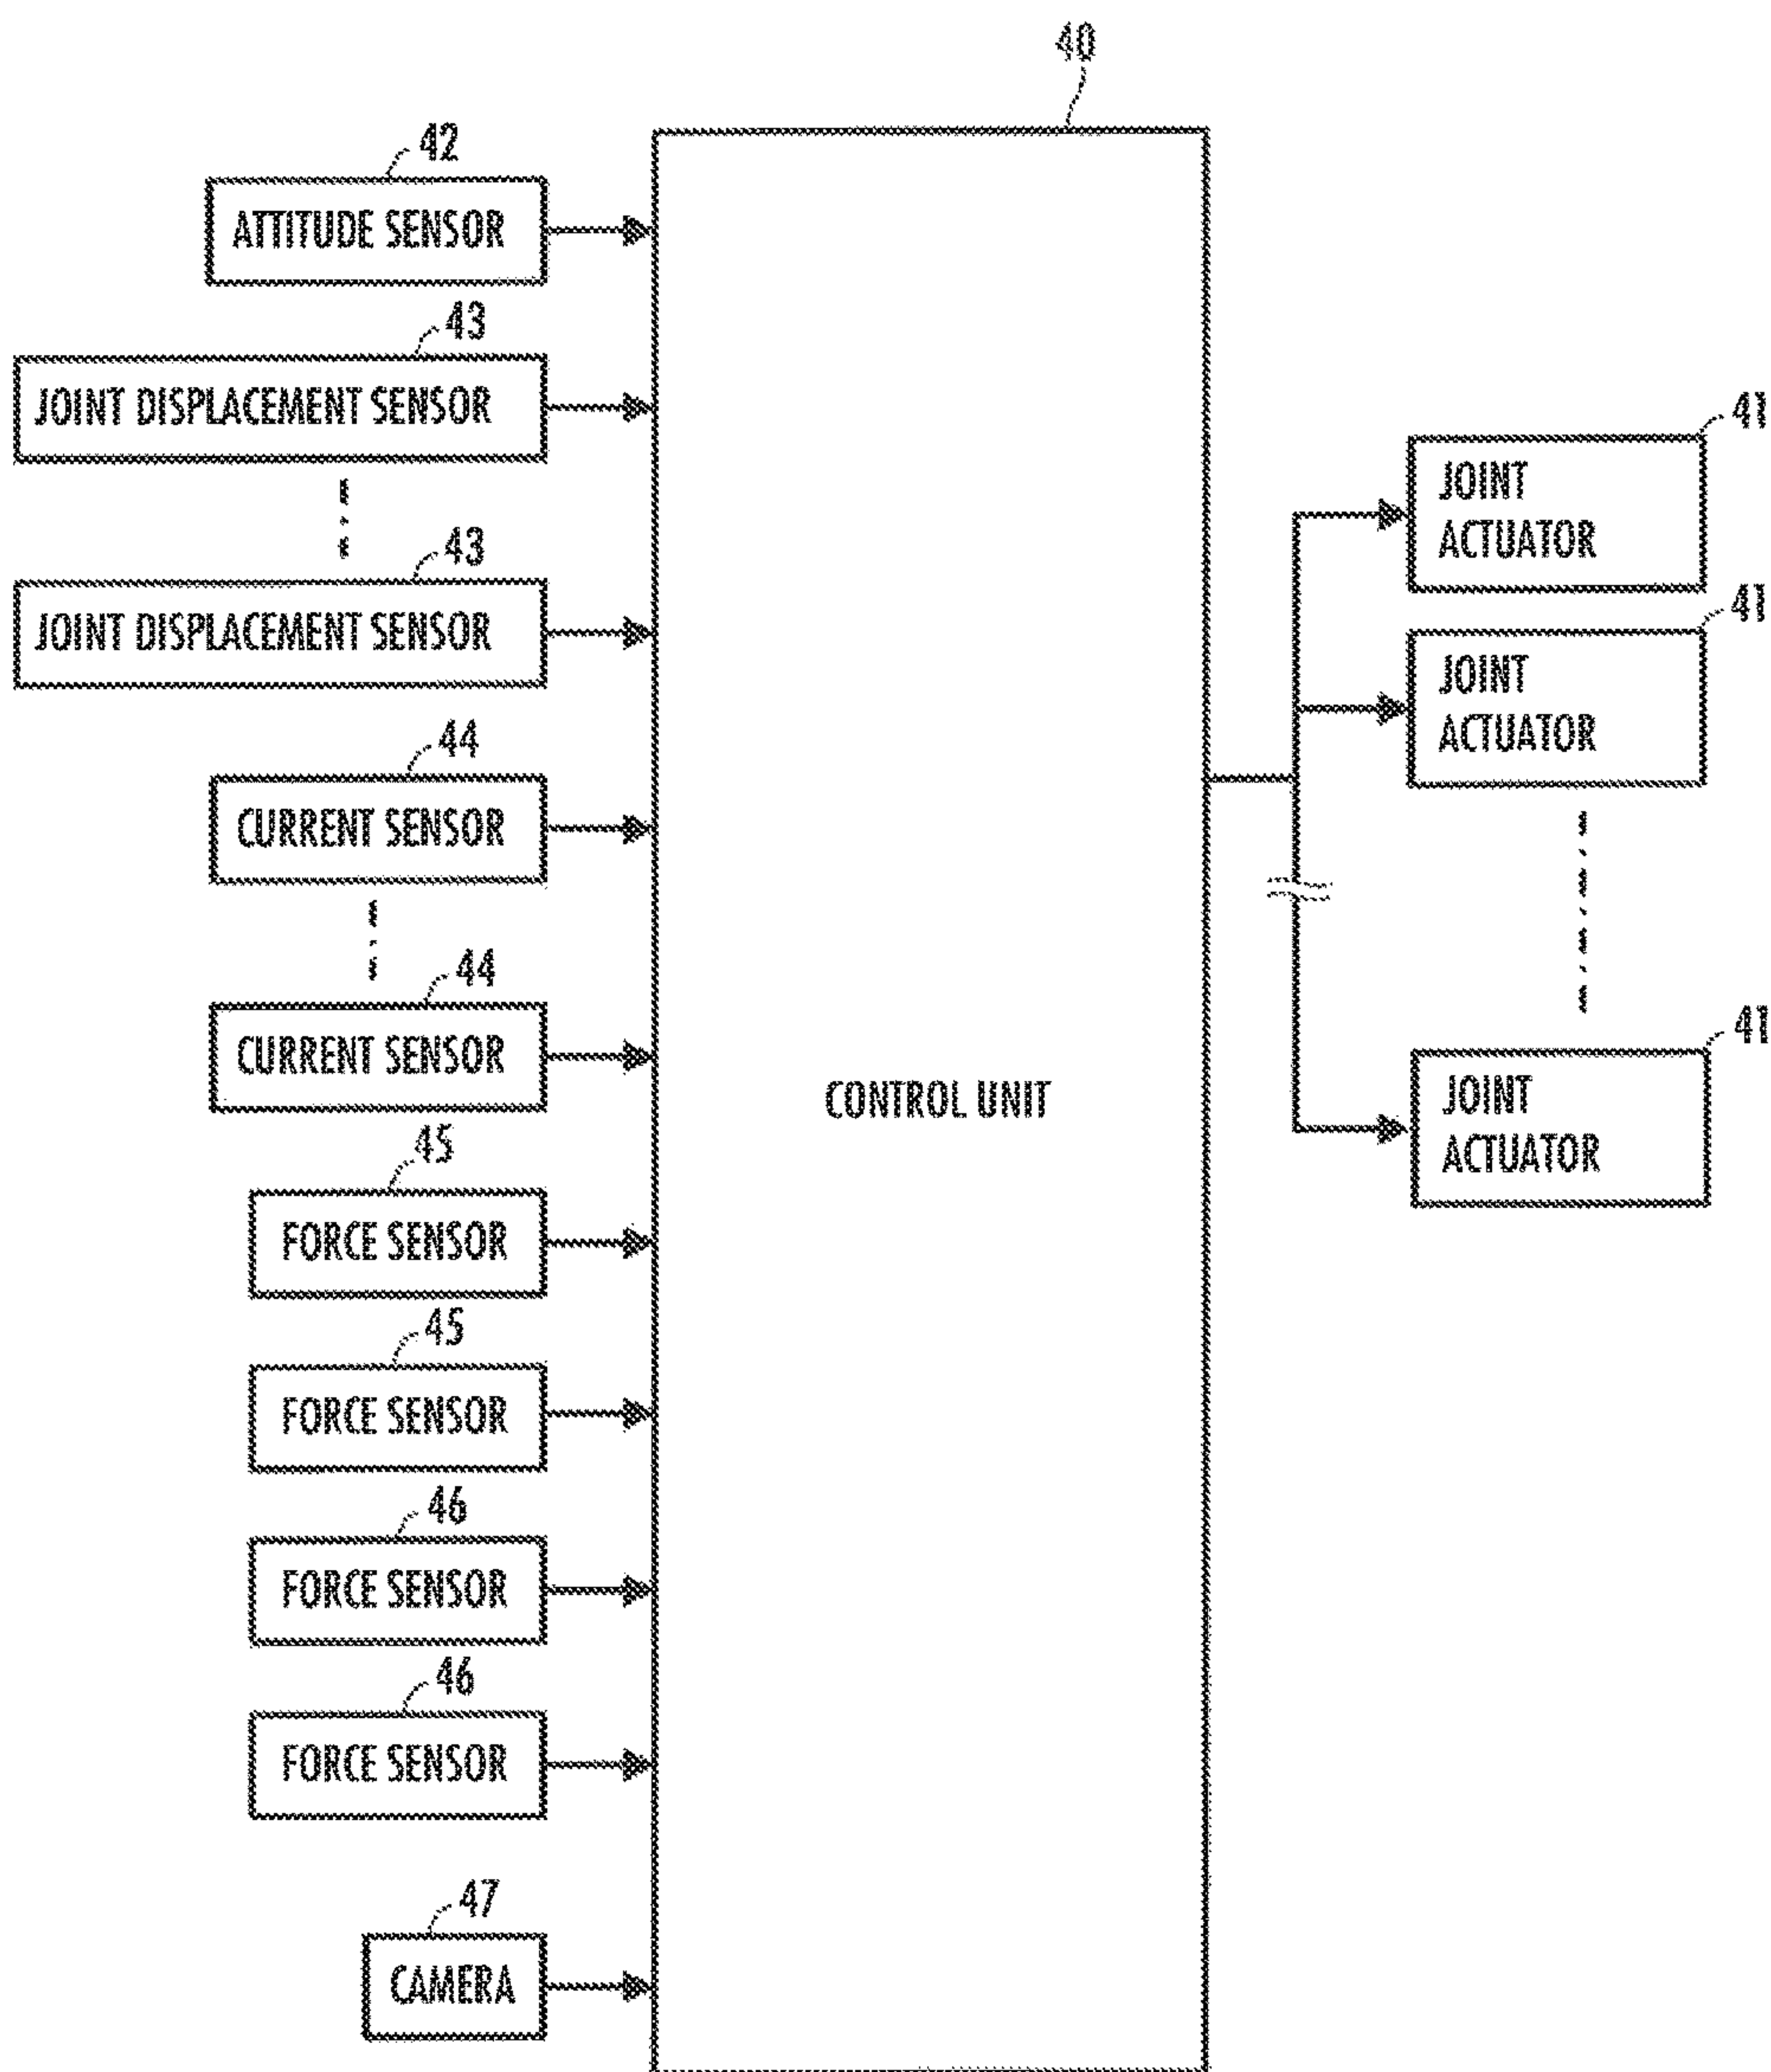 40
42
ATTITUDE SENSOR
43
JOINT DISPLACEMENT SENSOR
43
JOINT DISPLACEMENT SENSOR
44
CURRENT SENSOR
44
CURRENT SENSOR
45
FORCE SENSOR
45
FORCE SENSOR
46
FORCE SENSOR
46
FORCE SENSOR
47
CAMERA
CONTROL UNIT
41
JOINT
ACTUATOR
41
JOINT
ACTUATOR
41
JOINT
ACTUATOR